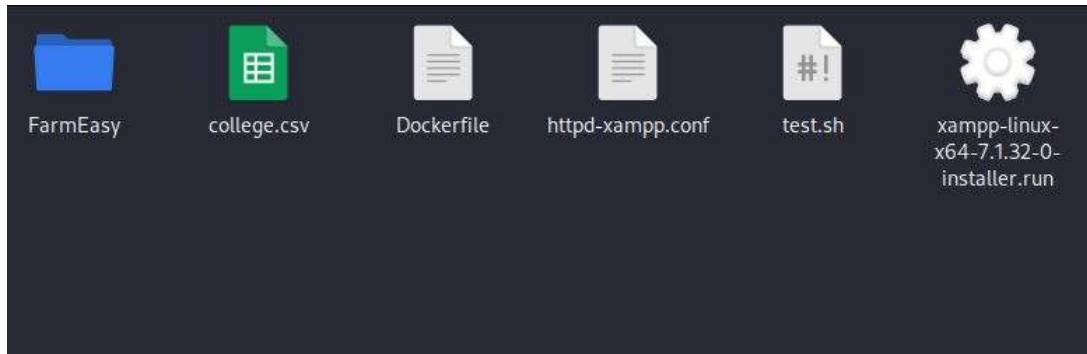 FarmEasy
college.csv
Dockerfile
httpd-xampp.conf
#!
test.sh
xampp-linux-
x64-7.1.32-0-
installer.run